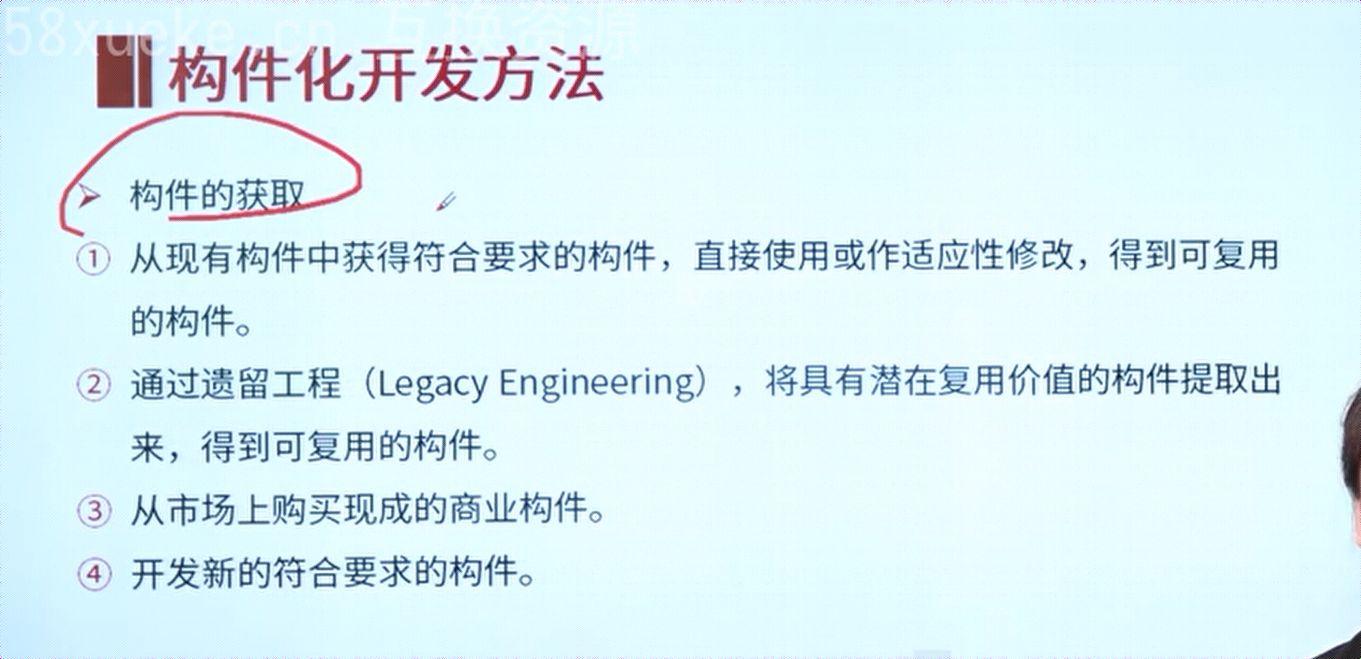 58xueke.cn 互换资源
构件化开发方法
➢ 构件的获取
① 从现有构件中获得符合要求的构件，直接使用或作适应性修改，得到可复用
的构件。
② 通过遗留工程（Legacy Engineering），将具有潜在复用价值的构件提取出
来，得到可复用的构件。
③ 从市场上购买现成的商业构件。
④ 开发新的符合要求的构件。